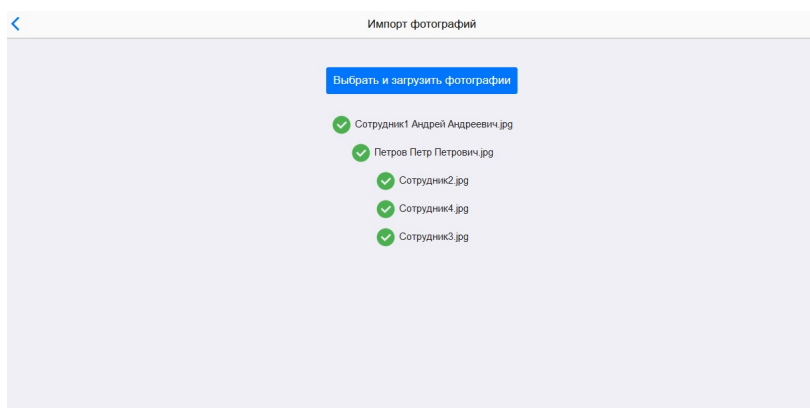 Импорт фотографий
Выбрать и загрузить фотографии
Сотрудник1 Андрей Андреевич.jpg
Петров Петр Петрович.jpg
Сотрудник2.jpg
Сотрудник4.jpg
Сотрудник3.jpg